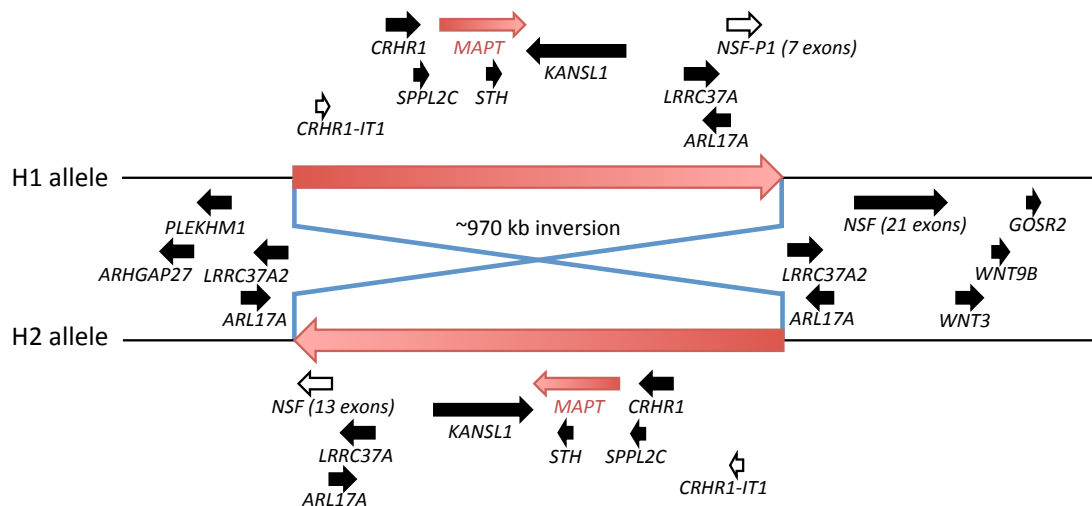 NSF-P1 (7 exons)
CRHR1
MAPT
KANSL1
SPPL2C
STH
LRRC37A
CRHR1-IT1
ARL17A
H1 allele
PLEKHM1
~970 kb inversion
NSF (21 exons)
GOSR2
ARHGAP27
LRRC37A2
LRRC37A2
WNT9B
ARL17A
ARL17A
WNT3
H2 allele
NSF (13 exons)
MAPT
CRHR1
KANSL1
LRRC37A
STH
SPPL2C
CRHR1-IT1
ARL17A